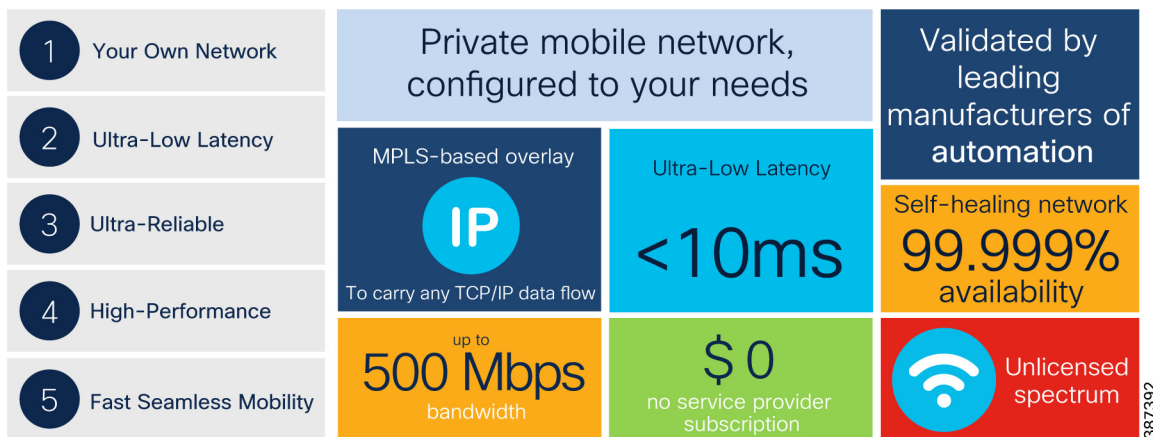 1 Your Own Network
2 Ultra-Low Latency
3 Ultra-Reliable
4 High-Performance
5 Fast Seamless Mobility
Private mobile network,
configured to your needs
MPLS-based overlay
IP
To carry any TCP/IP data flow
Ultra-Low Latency
<10ms
up to
500 Mbps
bandwidth
$0
no service provider
subscription
Validated by
leading
manufacturers of
automation
Self-healing network
99.999%
availability
Unlicensed
spectrum
387392